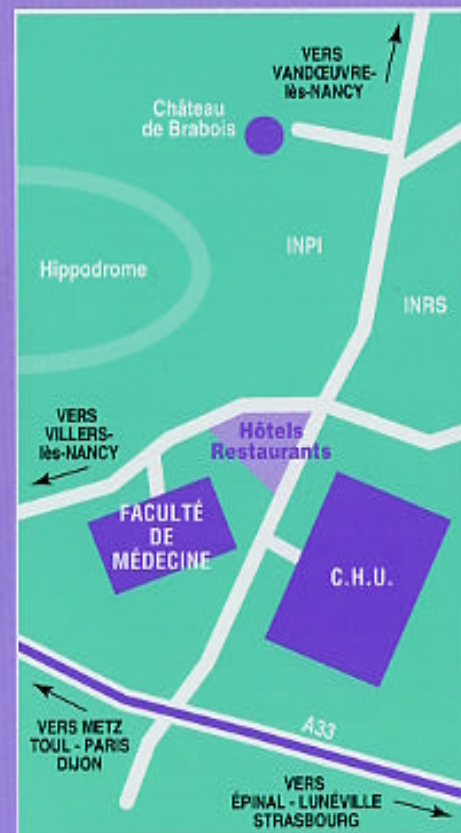 VERS
VANDŒUVRE-
lès-NANCY
Château
de Brabois
INPI
Hippodrome
INRS
VERS
VILLERS-
lès-NANCY
Hôtels
Restaurants
FACULTÉ
DE
MÉDECINE
C.H.U.
A33
VERS METZ
TOUL - PARIS
DIJON
VERS
ÉPINAL - LUNÉVILLE
STRASBOURG